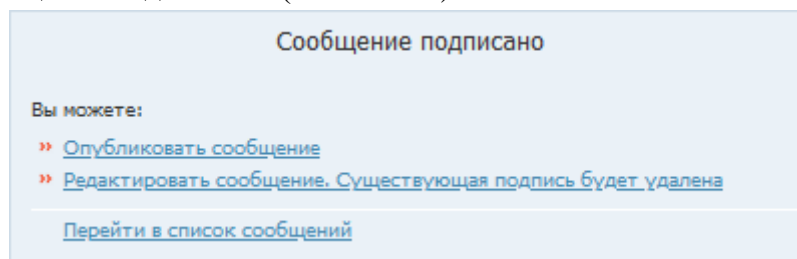 Сообщение подписано
Вы можете:
» Опубликовать сообщение
» Редактировать сообщение. Существующая подпись будет удалена
Перейти в список сообщений